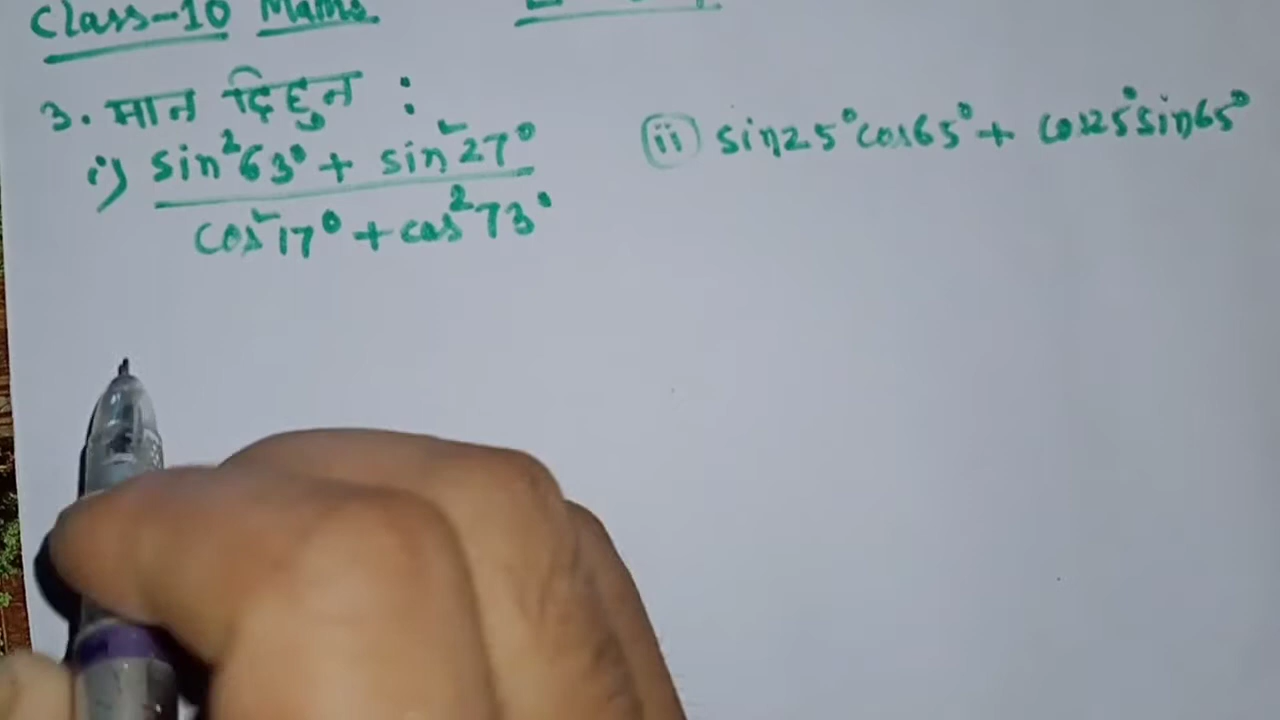 Class-10 Maths
3. मान दिहुन :
i) sin²63° + sin²27°
cos²17° + cos²73°
(ii) sin25°cos65° + cos25°sin65°